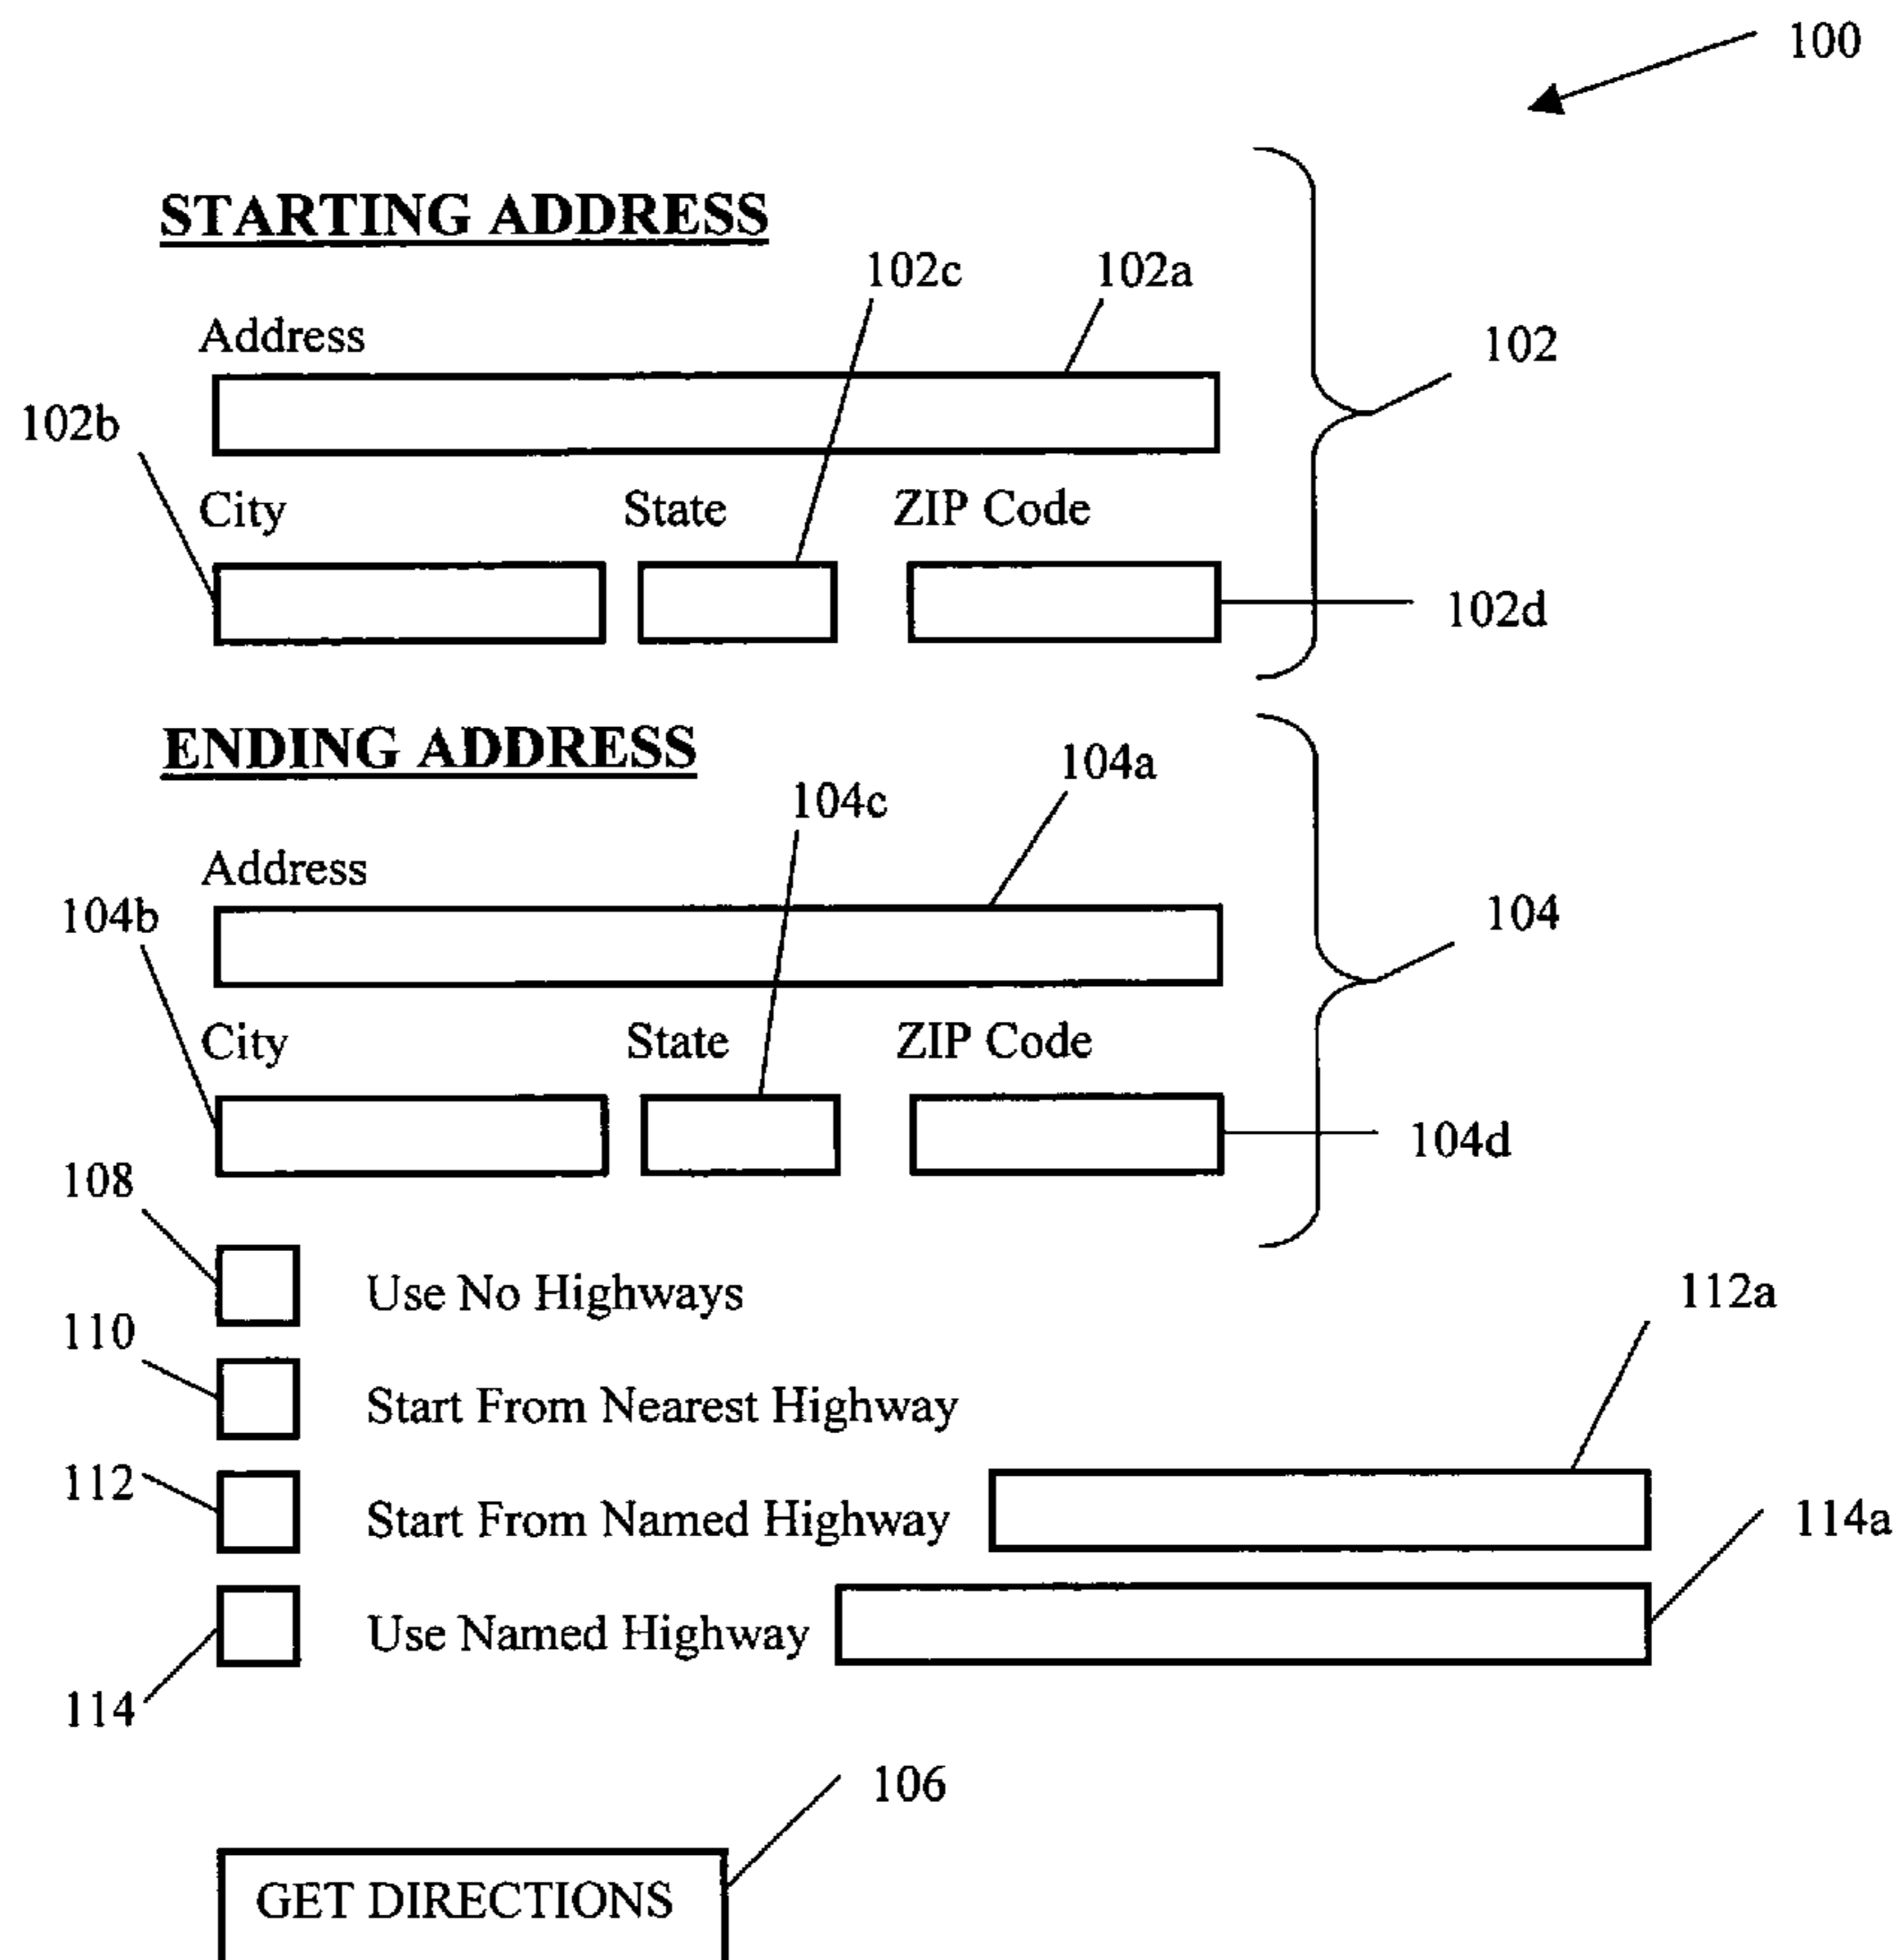 100
STARTING ADDRESS
102c 102a
Address
102
102b
City State ZIP Code
102d
ENDING ADDRESS
104a
104c
Address
104b
104
City State ZIP Code
104d
108
Use No Highways
112a
110
Start From Nearest Highway
112
Start From Named Highway
114a
Use Named Highway
114
106
GET DIRECTIONS